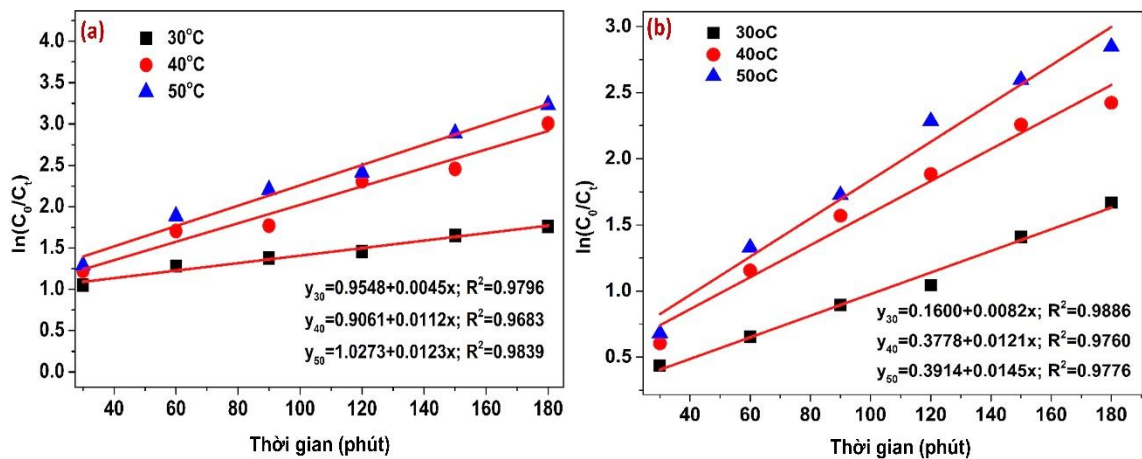 (a)
30°C
40°C
50°C
ln(C₀/Cₜ)
4.0
3.5
3.0
2.5
2.0
1.5
1.0
0.5
0.0
y₃₀=0.9548+0.0045x; R²=0.9796
y₄₀=0.9061+0.0112x; R²=0.9683
y₅₀=1.0273+0.0123x; R²=0.9839
40 60 80 100 120 140 160 180
Thời gian (phút)
(b)
30oC
40oC
50oC
ln(C₀/Cₜ)
3.0
2.5
2.0
1.5
1.0
0.5
y₃₀=0.1600+0.0082x; R²=0.9886
y₄₀=0.3778+0.0121x; R²=0.9760
y₅₀=0.3914+0.0145x; R²=0.9776
40 60 80 100 120 140 160 180
Thời gian (phút)